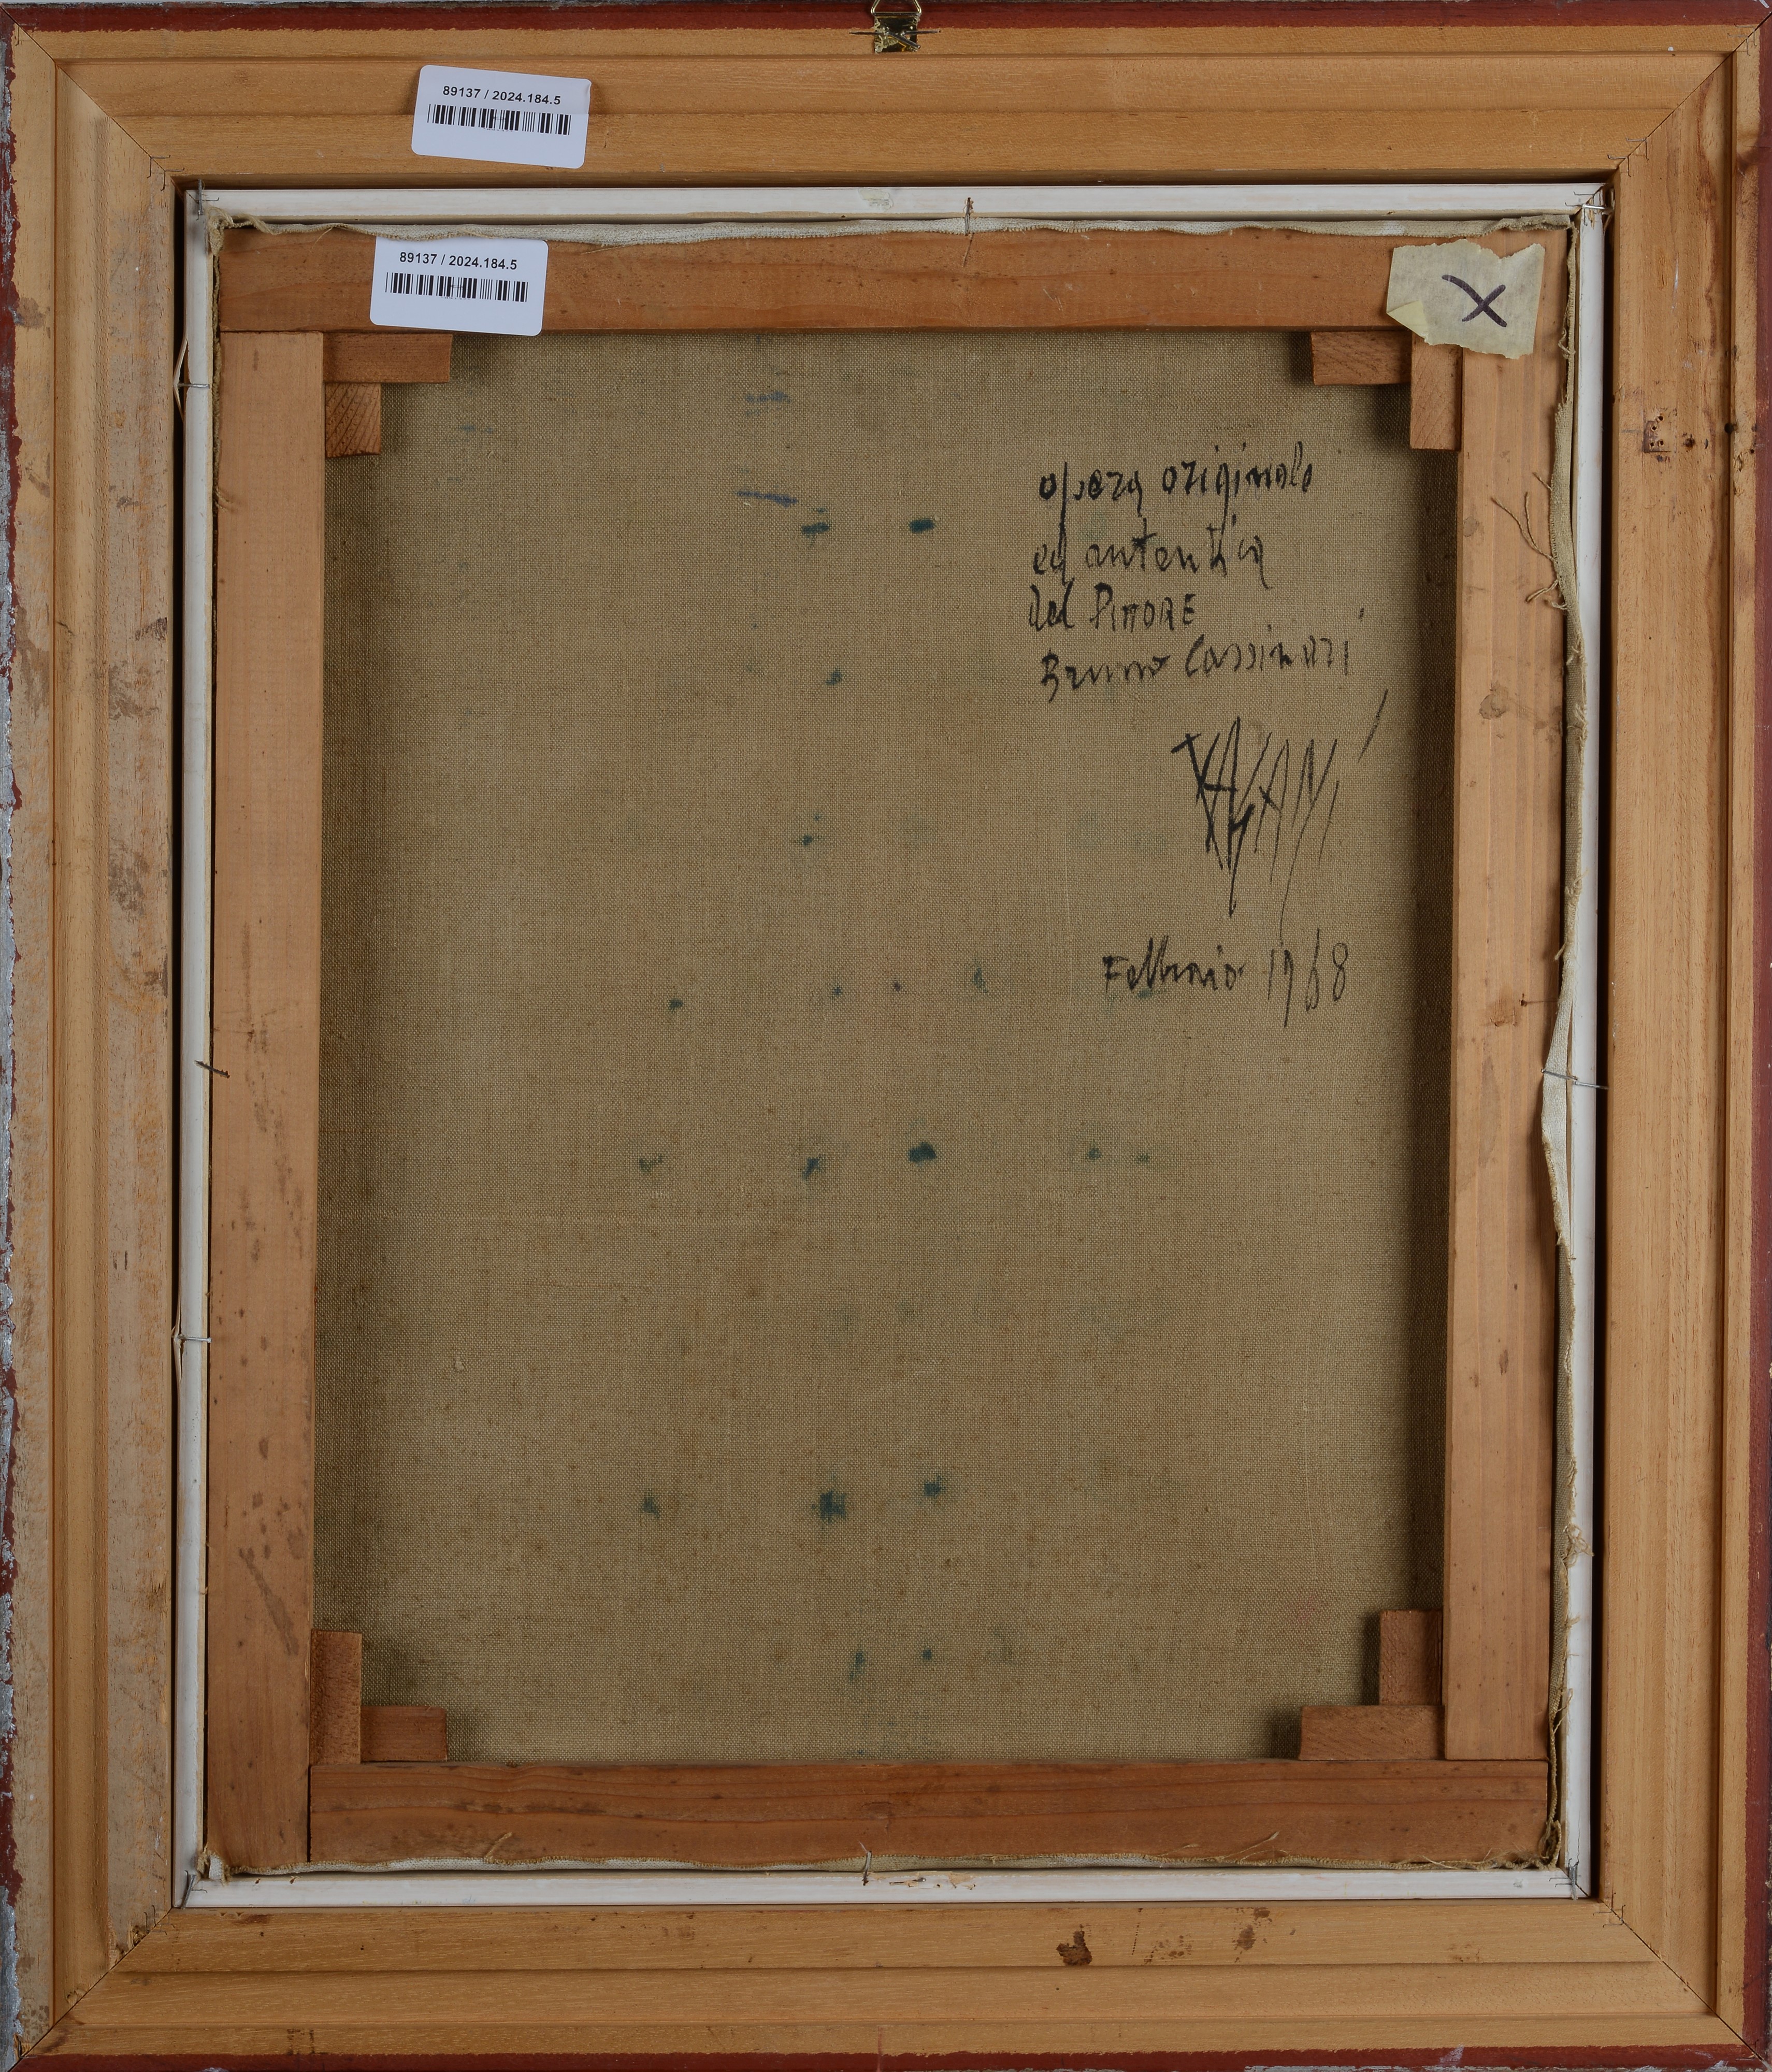 89137 / 2024.184.5
89137 / 2024.184.5
X
opera originale
ed autentica
del PITTORE
Bruno Cassinari
Febbraio 1968